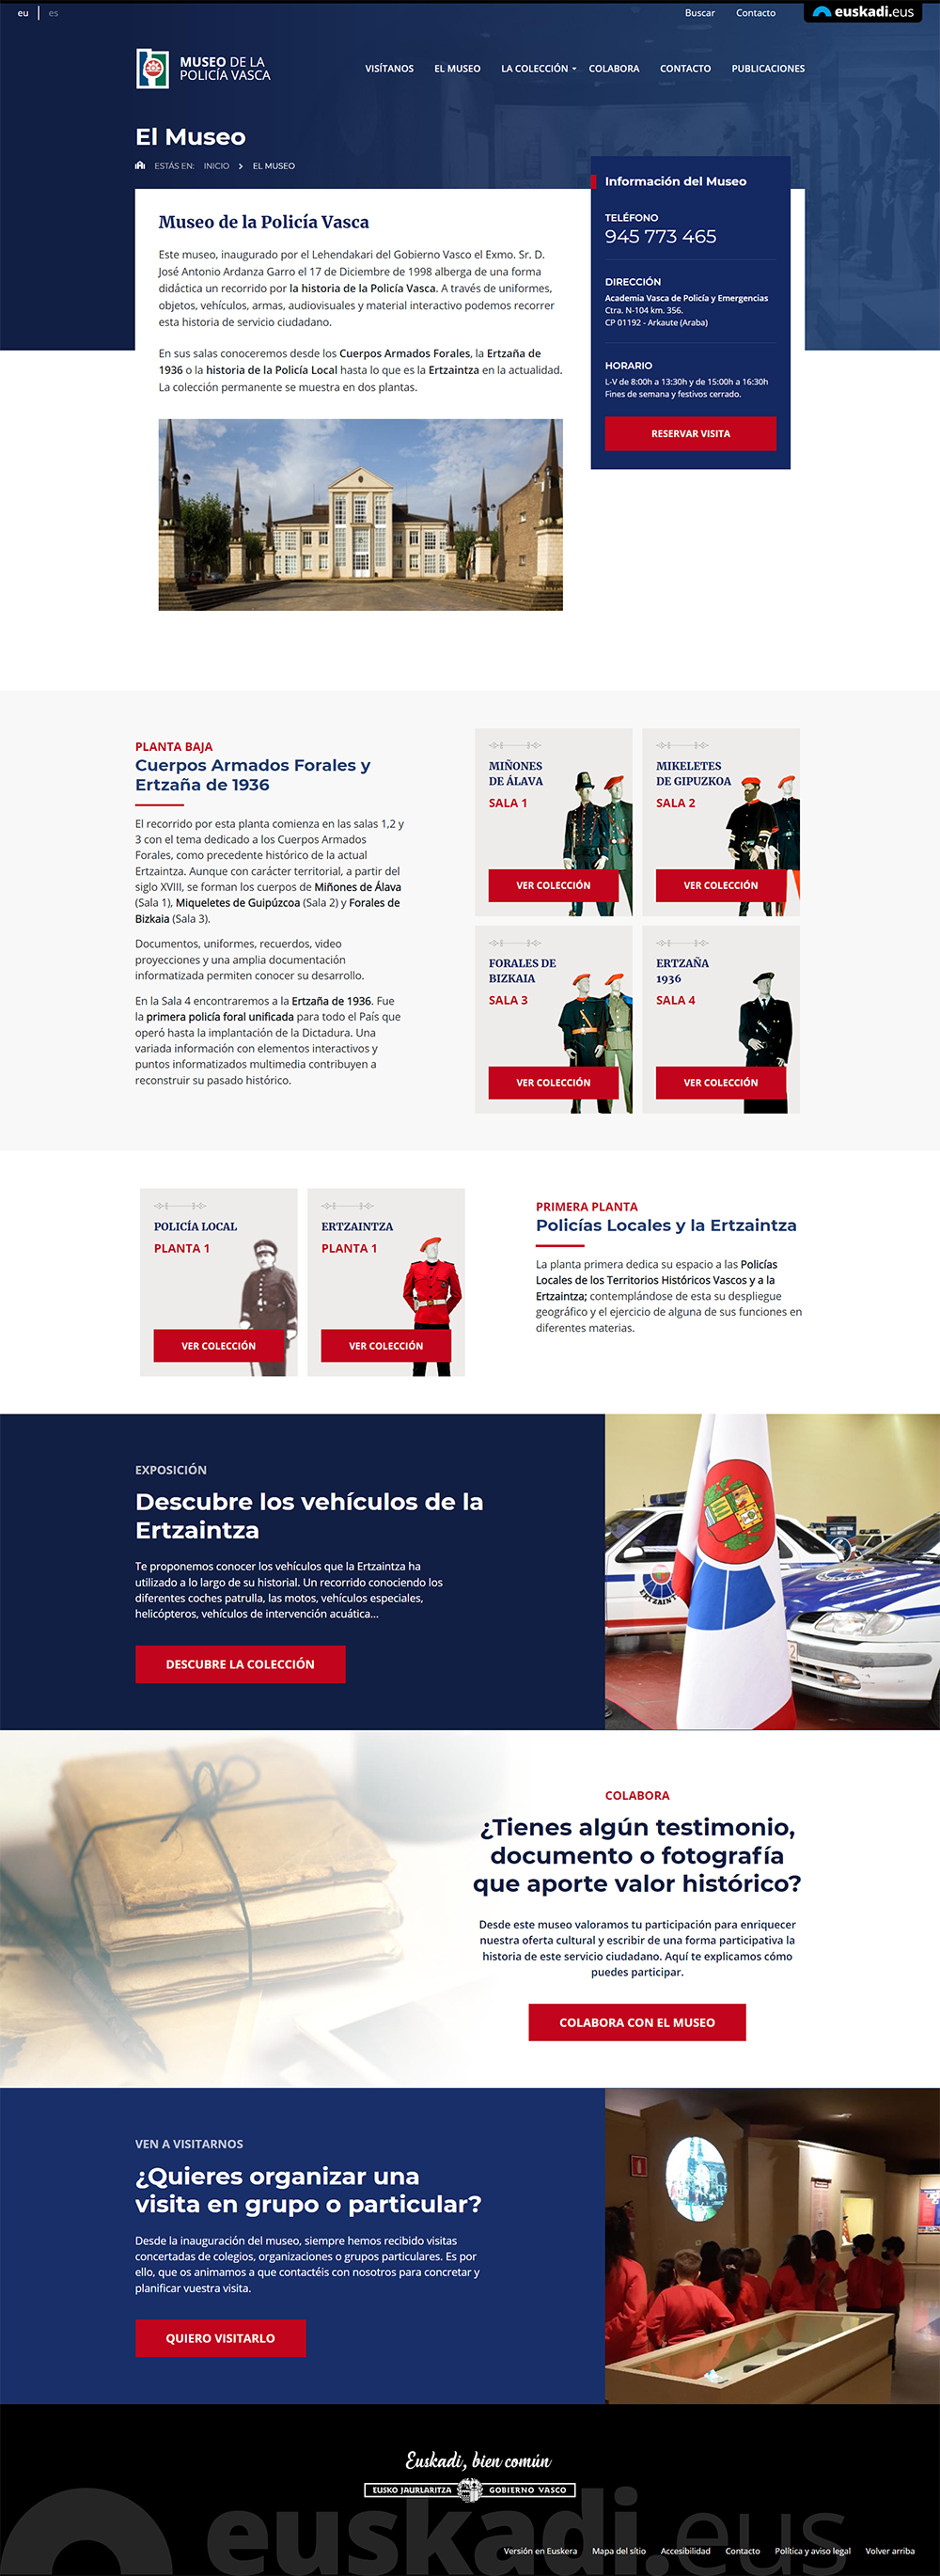 eu | es
Buscar
Contacto
euskadi.eus
MUSEO DE LA
POLICÍA VASCA
VISÍTANOS
EL MUSEO
LA COLECCIÓN
COLABORA
CONTACTO
PUBLICACIONES
El Museo
ESTÁS EN: INICIO > EL MUSEO
Museo de la Policía Vasca
Este museo, inaugurado por el Lehendakari del Gobierno Vasco el Exmo. Sr. D.
José Antonio Ardanza Garro el 17 de Diciembre de 1998 alberga de una forma
didáctica un recorrido por la historia de la Policía Vasca. A través de uniformes,
objetos, vehículos, armas, audiovisuales y material interactivo podemos recorrer
esta historia de servicio ciudadano.
En sus salas conoceremos desde los Cuerpos Armados Forales, la Ertzaña de
1936 o la historia de la Policía Local hasta lo que es la Ertzaintza en la actualidad.
La colección permanente se muestra en dos plantas.
Información del Museo
TELÉFONO
945 773 465
DIRECCIÓN
Academia Vasca de Policía y Emergencias
Ctra. N-104 km. 356.
CP 01192 - Arkaute (Araba)
HORARIO
L-V de 8:00h a 13:30h y de 15:00h a 16:30h
Fines de semana y festivos cerrado.
RESERVAR VISITA
PLANTA BAJA
Cuerpos Armados Forales y
Ertzaña de 1936
El recorrido por esta planta comienza en las salas 1,2 y
3 con el tema dedicado a los Cuerpos Armados
Forales, como precedente histórico de la actual
Ertzaintza. Aunque con carácter territorial, a partir del
siglo XVIII, se forman los cuerpos de Miñones de Álava
(Sala 1), Miqueletes de Guipúzcoa (Sala 2) y Forales de
Bizkaia (Sala 3).
Documentos, uniformes, recuerdos, video
proyecciones y una amplia documentación
informatizada permiten conocer su desarrollo.
En la Sala 4 encontraremos a la Ertzaña de 1936. Fue
la primera policía foral unificada para todo el País que
operó hasta la implantación de la Dictadura. Una
variada información con elementos interactivos y
puntos informatizados multimedia contribuyen a
reconstruir su pasado histórico.
MIÑONES
DE ÁLAVA
SALA 1
VER COLECCIÓN
MIKELETES
DE GIPUZKOA
SALA 2
VER COLECCIÓN
FORALES DE
BIZKAIA
SALA 3
VER COLECCIÓN
ERTZAÑA
1936
SALA 4
VER COLECCIÓN
POLICÍA LOCAL
PLANTA 1
VER COLECCIÓN
ERTZAINTZA
PLANTA 1
VER COLECCIÓN
PRIMERA PLANTA
Policías Locales y la Ertzaintza
La planta primera dedica su espacio a las Policías
Locales de los Territorios Históricos Vascos y a la
Ertzaintza; contemplándose de esta su despliegue
geográfico y el ejercicio de alguna de sus funciones en
diferentes materias.
EXPOSICIÓN
Descubre los vehículos de la
Ertzaintza
Te proponemos conocer los vehículos que la Ertzaintza ha
utilizado a lo largo de su historial. Un recorrido conociendo los
diferentes coches patrulla, las motos, vehículos especiales,
helicópteros, vehículos de intervención acuática...
DESCUBRE LA COLECCIÓN
COLABORA
¿Tienes algún testimonio,
documento o fotografía
que aporte valor histórico?
Desde este museo valoramos tu participación para enriquecer
nuestra oferta cultural y escribir de una forma participativa la
historia de este servicio ciudadano. Aquí te explicamos cómo
puedes participar.
COLABORA CON EL MUSEO
VEN A VISITARNOS
¿Quieres organizar una
visita en grupo o particular?
Desde la inauguración del museo, siempre hemos recibido visitas
concertadas de colegios, organizaciones o grupos particulares. Es por
ello, que os animamos a que contactéis con nosotros para concretar y
planificar vuestra visita.
QUIERO VISITARLO
Euskadi, bien común
EUSKO JAURLARITZA
GOBIERNO VASCO
euskadi.eus
Versión en Euskera
Mapa del sitio
Accesibilidad
Contacto
Política y aviso legal
Volver arriba